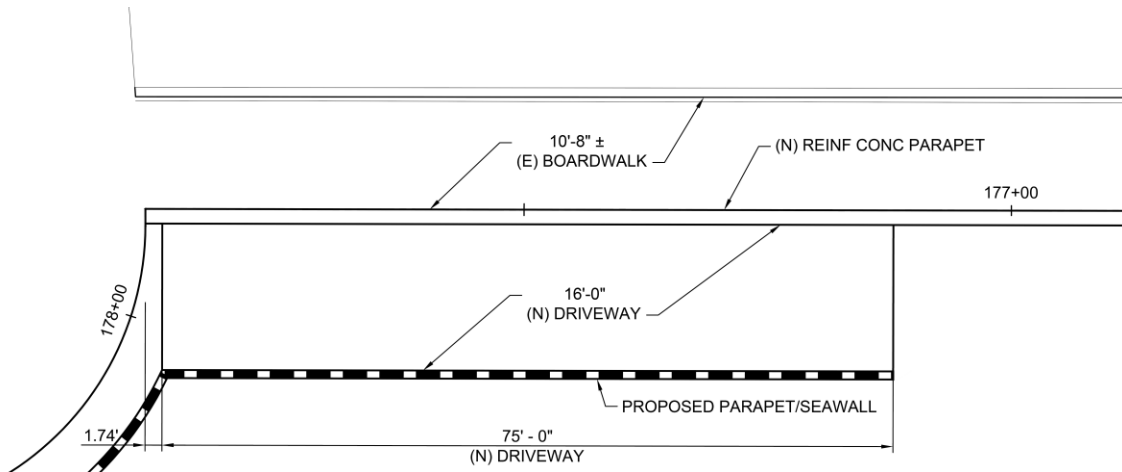 10'-8" ±
(E) BOARDWALK
(N) REINF CONC PARAPET
177+00
178+00
16'-0"
(N) DRIVEWAY
PROPOSED PARAPET/SEAWALL
1.74'
75' - 0"
(N) DRIVEWAY